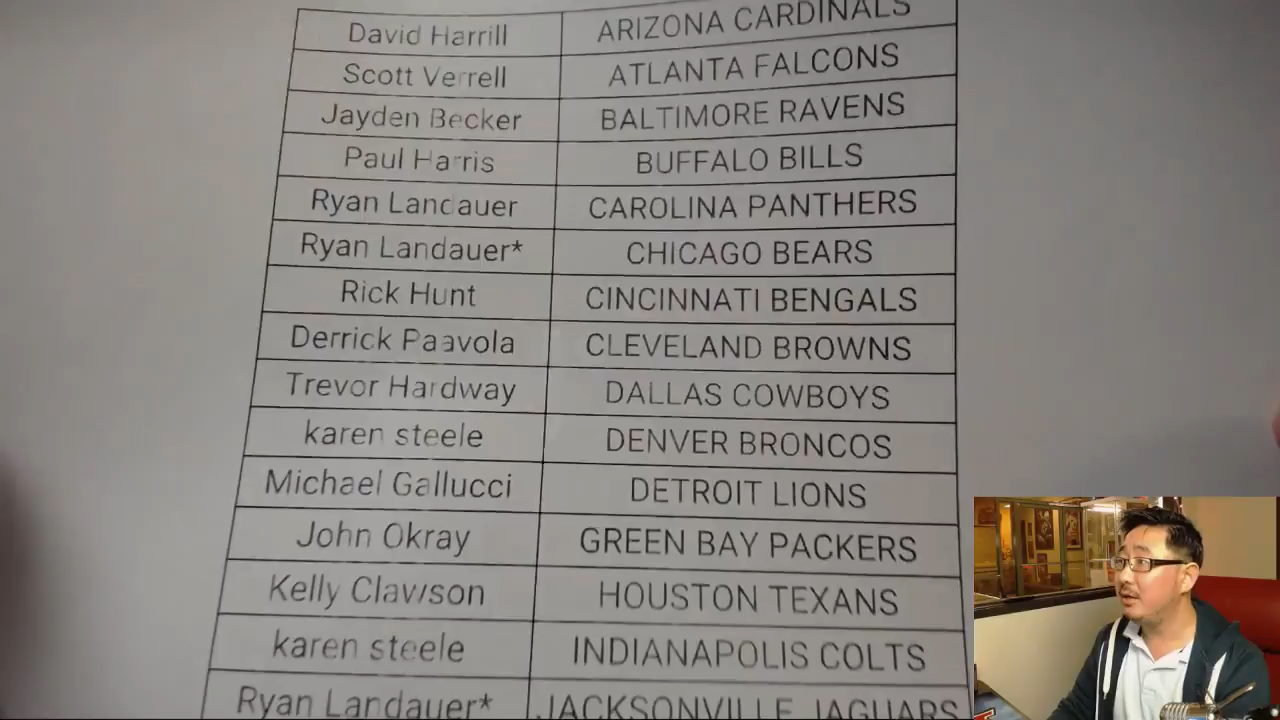 David Harrill ARIZONA CARDINALS
Scott Verrell ATLANTA FALCONS
Jayden Becker BALTIMORE RAVENS
Paul Harris BUFFALO BILLS
Ryan Landauer CAROLINA PANTHERS
Ryan Landauer* CHICAGO BEARS
Rick Hunt CINCINNATI BENGALS
Derrick Paavola CLEVELAND BROWNS
Trevor Hardway DALLAS COWBOYS
karen steele DENVER BRONCOS
Michael Gallucci DETROIT LIONS
John Okray GREEN BAY PACKERS
Kelly Clawson HOUSTON TEXANS
karen steele INDIANAPOLIS COLTS
Ryan Landauer* JACKSONVILLE JAGUARS